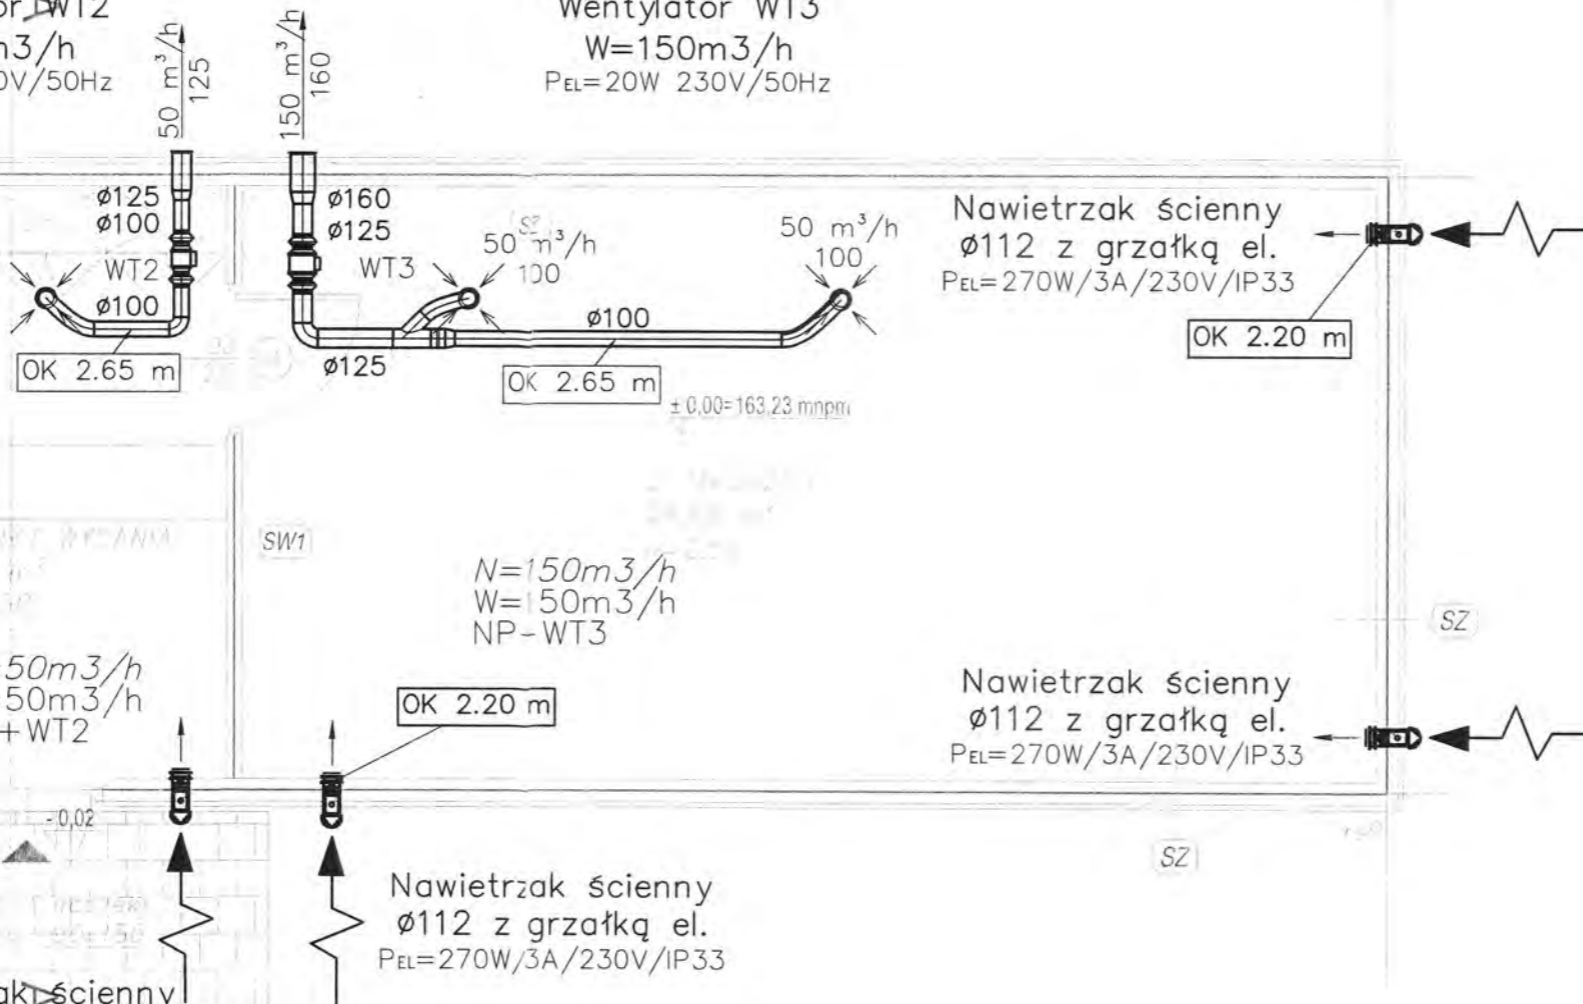 WT2
m3/h
0V/50Hz
50 m³/h
125
150 m³/h
160
Wentylator WT3
W=150m3/h
PEL=20W 230V/50Hz
ø125
ø100
WT2
ø100
OK 2.65 m
ø160
ø125
WT3
SZ
50 m³/h
100
50 m³/h
100
ø100
ø125
OK 2.65 m
±0,00=163,23 mnpm
Nawietrzak ścienny
ø112 z grzałką el.
PEL=270W/3A/230V/IP33
OK 2.20 m
SW1
N=150m3/h
W=150m3/h
NP-WT3
50m3/h
50m3/h
+WT2
OK 2.20 m
SZ
Nawietrzak ścienny
ø112 z grzałką el.
PEL=270W/3A/230V/IP33
-0,02
SZ
Nawietrzak ścienny
ø112 z grzałką el.
PEL=270W/3A/230V/IP33
ścienny